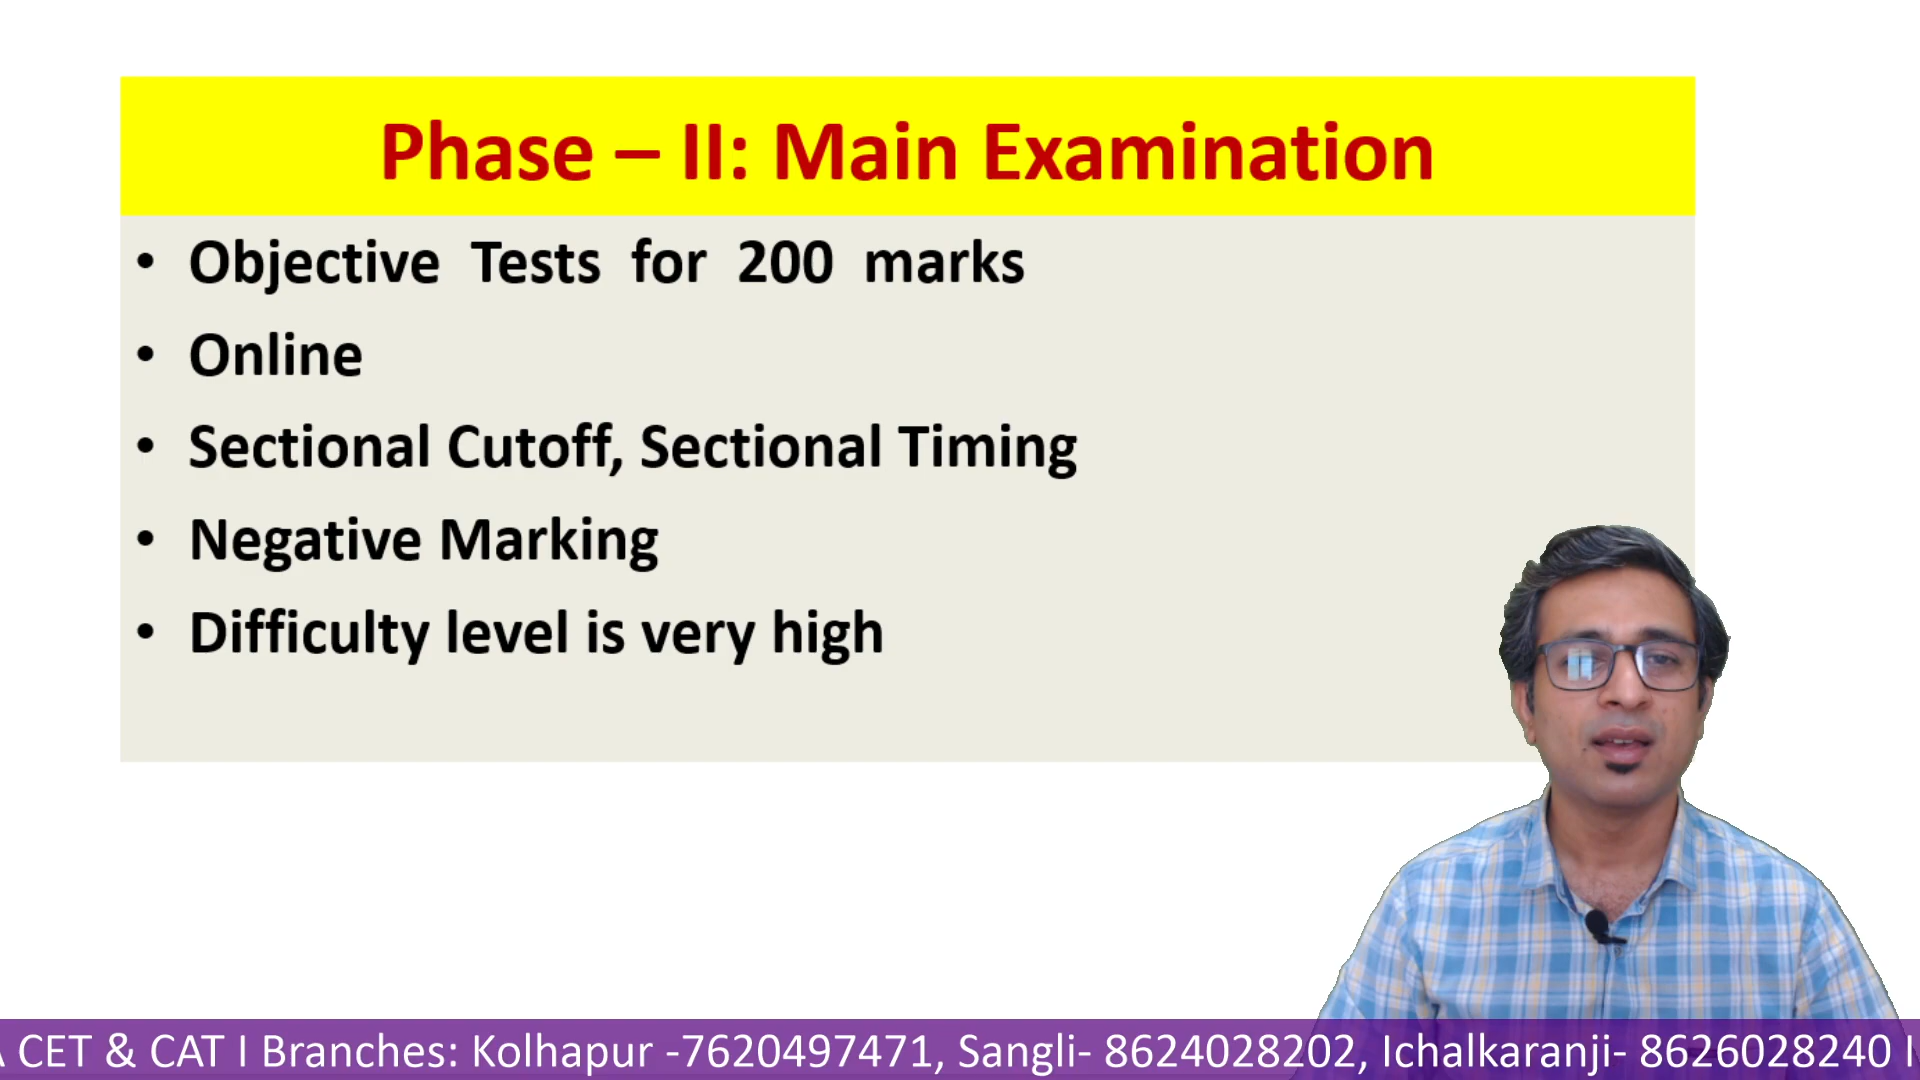 Phase – II: Main Examination
• Objective Tests for 200 marks
• Online
• Sectional Cutoff, Sectional Timing
• Negative Marking
• Difficulty level is very high
CET & CAT I Branches: Kolhapur -7620497471, Sangli- 8624028202, Ichalkaranji- 8626028240 I